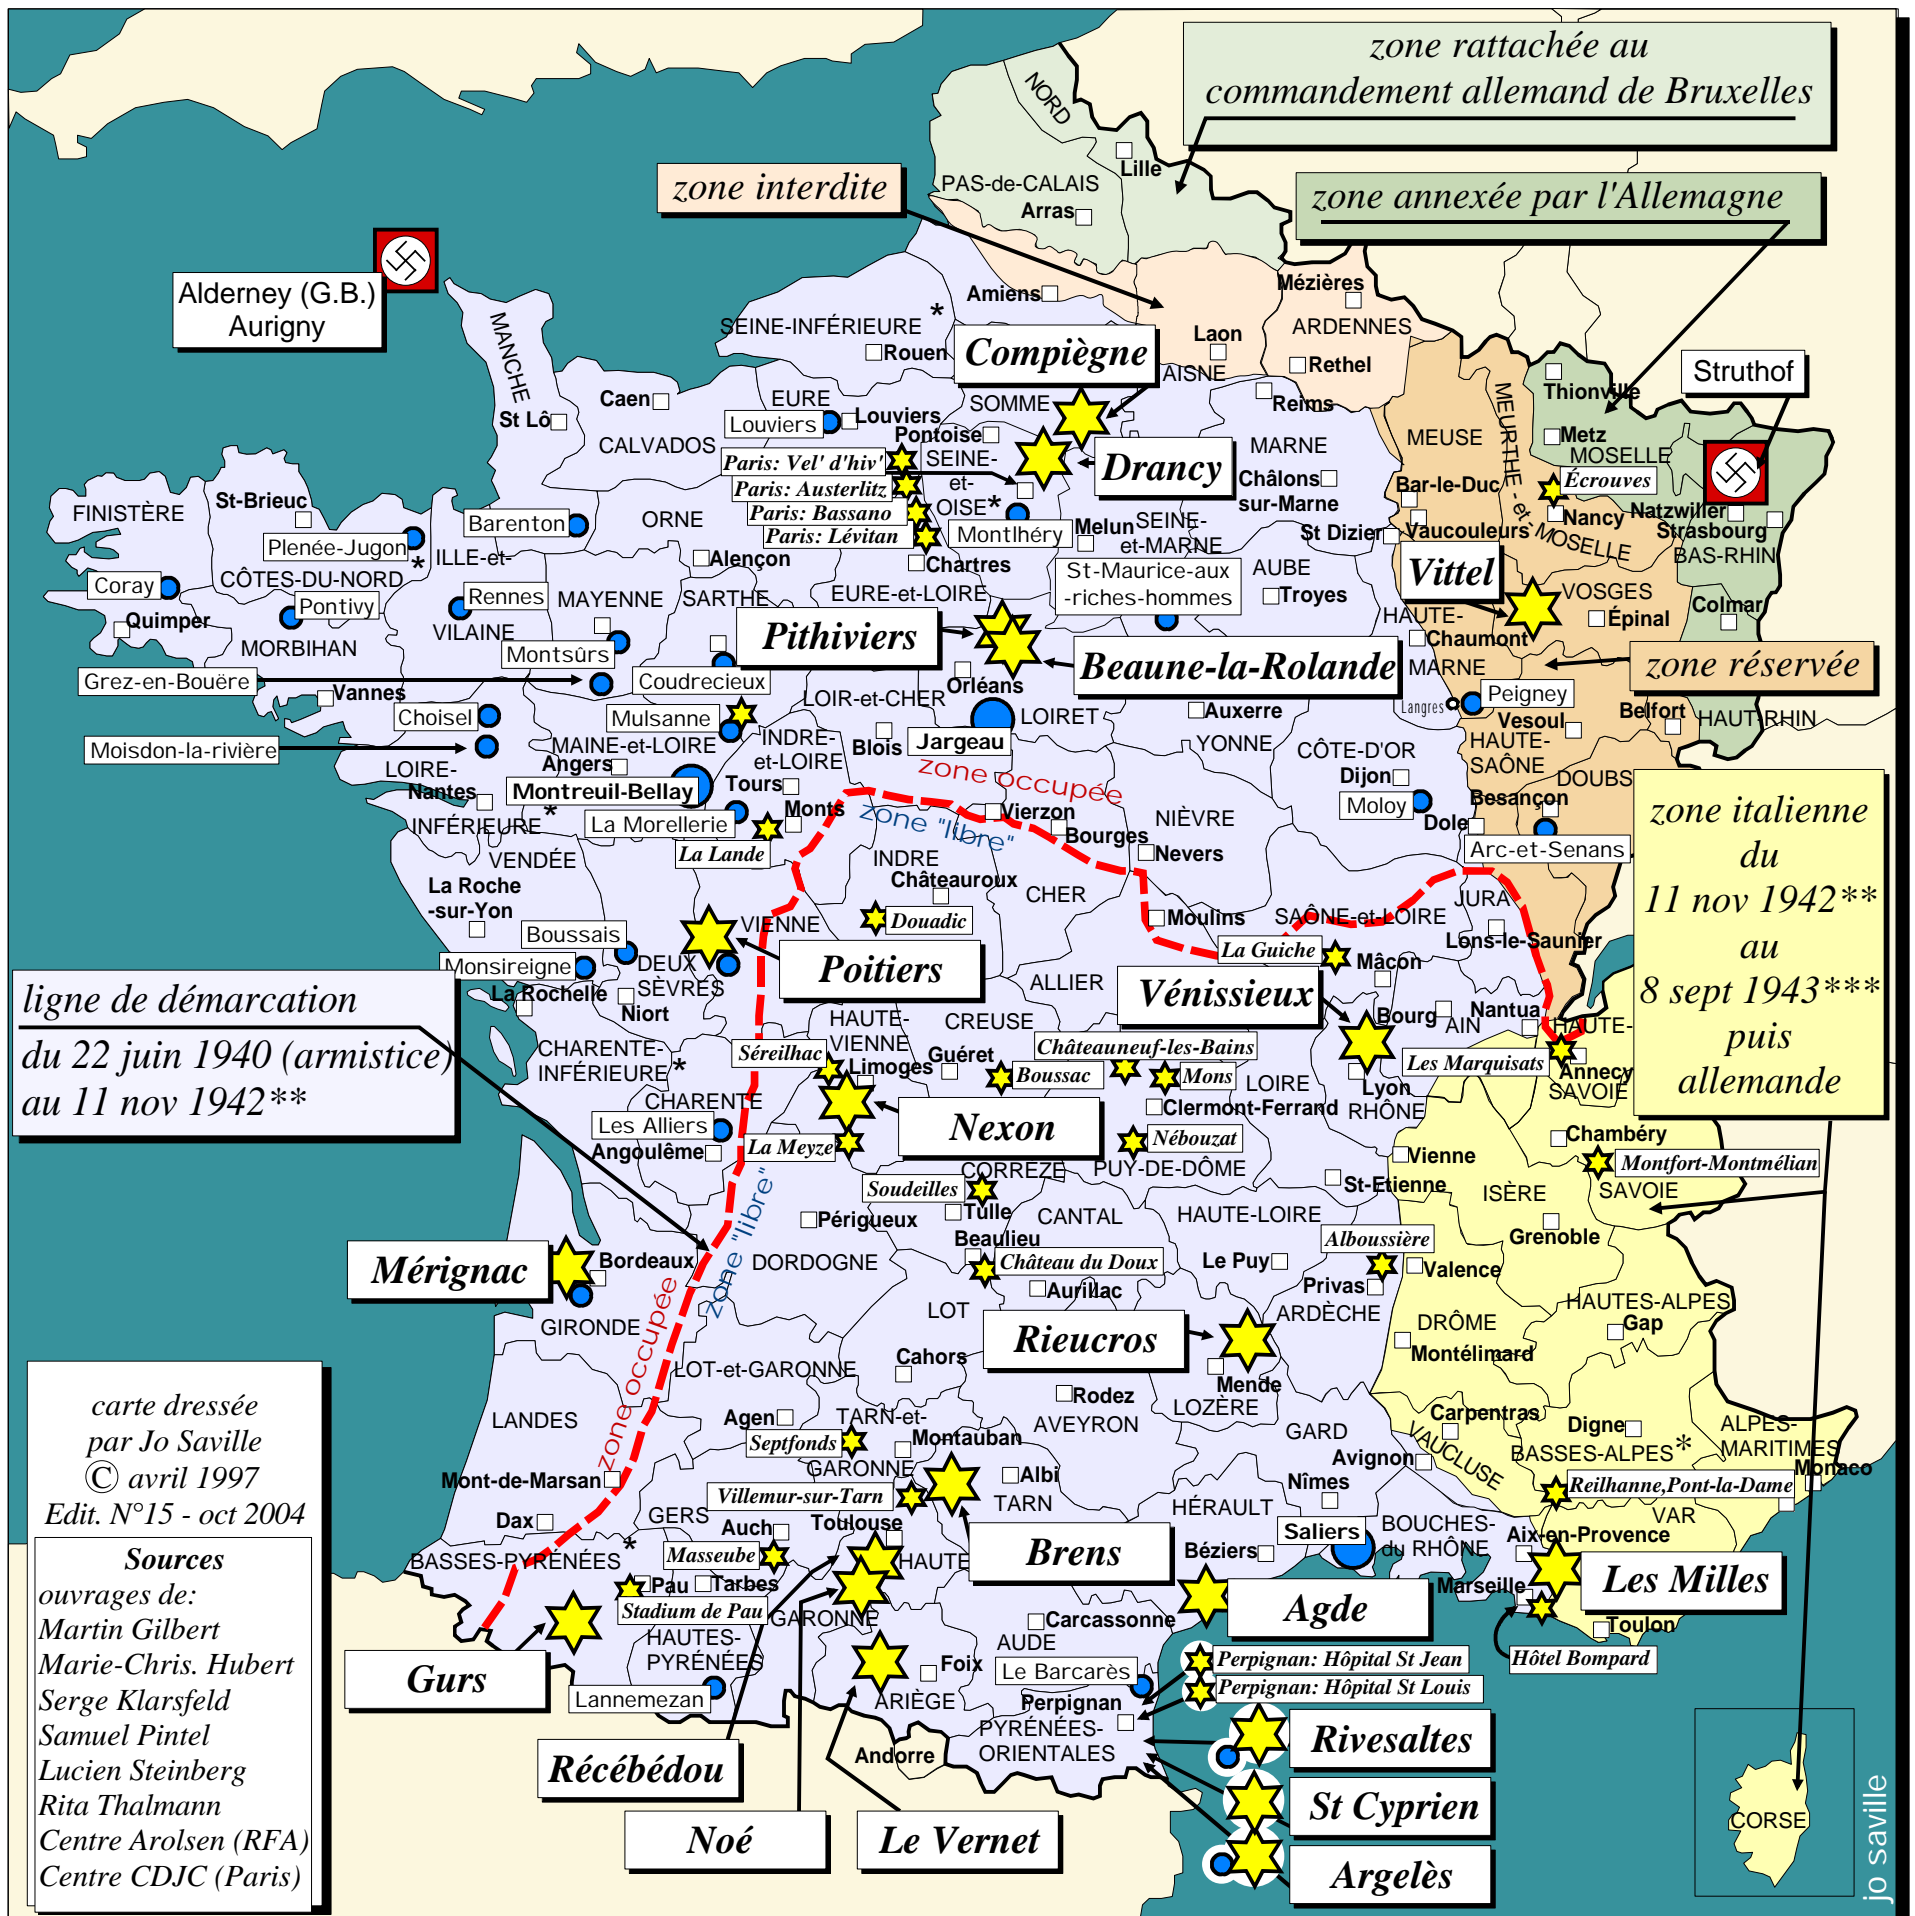 zone rattachée au
commandement allemand de Bruxelles
zone interdite
zone annexée par l'Allemagne
NORD
Lille
PAS-de-CALAIS
Arras
Alderney (G.B.)
Aurigny
Amiens
Mézières
SEINE-INFÉRIEURE *
ARDENNES
Rouen
Compiègne
Laon
Rethel
AISNE
Struthof
MANCHE
Thionville
Caen
EURE
SOMME
Reims
St Lô
Louviers
Louviers
CALVADOS
Pontoise
MARNE
MEUSE
MEURTHE-et-
MOSELLE
Metz
MOSELLE
Paris: Vel' d'hiv'
SEINE-
et-
OISE*
Drancy
Paris: Austerlitz
Paris: Bassano
Paris: Lévitan
Châlons
sur-Marne
Bar-le-Duc
Écrouves
FINISTÈRE
St-Brieuc
Barenton
ORNE
Montlhéry
Melun
SEINE-
et-MARNE
St Dizier
Vaucouleurs
Nancy
Natzwiller
Strasbourg
BAS-RHIN
Plenée-Jugon
*
ILLE-et-
VILAINE
Alençon
Chartres
St-Maurice-aux
-riches-hommes
AUBE
Vittel
Coray
CÔTES-DU-NORD
Pontivy
Rennes
MAYENNE
SARTHE
EURE-et-LOIRE
Troyes
VOSGES
Épinal
Colmar
Quimper
MORBIHAN
Montsûrs
Pithiviers
Beaune-la-Rolande
HAUTE-
MARNE
Chaumont
zone réservée
Grez-en-Bouëre
Vannes
Coudrecieux
LOIR-et-CHER
Orléans
Langres
Peigney
Choisel
Mulsanne
Auxerre
LOIRET
Vesoul
Belfort
HAUT-RHIN
Moisdon-la-rivière
MAINE-et-LOIRE
INDRE-
et-LOIRE
Blois
Jargeau
YONNE
CÔTE-D'OR
HAUTE-
SAÔNE
LOIRE-
INFÉRIEURE *
Angers
Tours
zone occupée
Dijon
DOUBS
Nantes
Montreuil-Bellay
Monts
zone "libre"
Vierzon
Moloy
Besançon
La Morellerie
Bourges
NIÈVRE
Dole
VENDÉE
La Lande
INDRE
Nevers
Arc-et-Senans
zone italienne
du
11 nov 1942**
au
8 sept 1943***
puis
allemande
La Roche
-sur-Yon
Châteauroux
CHER
JURA
VIENNE
Douadic
Moulins
SAÔNE-et-LOIRE
Boussais
La Guiche
Lons-le-Saunier
Monsireigne
DEUX
SÈVRES
Poitiers
ALLIER
Vénissieux
Mâcon
ligne de démarcation
du 22 juin 1940 (armistice)
au 11 nov 1942**
La Rochelle
Niort
HAUTE-
VIENNE
CREUSE
Bourg
AIN
Nantua
HAUTE-
SAVOIE
CHARENTE-
INFÉRIEURE *
Séreilhac
Limoges
Guéret
Châteauneuf-les-Bains
Les Marquisats
Annecy
Boussac
Mons
LOIRE
Lyon
RHÔNE
CHARENTE
Clermont-Ferrand
Les Alliers
Nexon
Angoulême
La Meyze
Nébouzat
Chambéry
Vienne
Montfort-Montmélian
CORRÈZE
PUY-DE-DÔME
Soudeilles
St-Etienne
ISÈRE
SAVOIE
zone "libre"
Périgueux
Tulle
CANTAL
HAUTE-LOIRE
Grenoble
Mérignac
Bordeaux
DORDOGNE
Beaulieu
Château du Doux
Le Puy
Alboussière
Valence
Aurillac
Privas
GIRONDE
LOT
ARDÈCHE
HAUTES-ALPES
zone occupée
Rieucros
DRÔME
Gap
Montélimard
LOT-et-GARONNE
Cahors
Mende
carte dressée
par Jo Saville
© avril 1997
Edit. N°15 - oct 2004
LANDES
Agen
TARN-et-
GARONNE
Rodez
AVEYRON
LOZÈRE
GARD
Carpentras
Digne
ALPES-
MARITIMES
Septfonds
Montauban
VAUCLUSE
BASSES-ALPES *
Avignon
Mont-de-Marsan
Albi
TARN
Nîmes
Monaco
Villemur-sur-Tarn
Reilhanne,Pont-la-Dame
HÉRAULT
Dax
GERS
Auch
Toulouse
Saliers
BOUCHES-
du RHÔNE
Aix-en-Provence
VAR
Sources
ouvrages de:
Martin Gilbert
Marie-Chris. Hubert
Serge Klarsfeld
Samuel Pintel
Lucien Steinberg
Rita Thalmann
Centre Arolsen (RFA)
Centre CDJC (Paris)
BASSES-PYRÉNÉES *
Masseube
HAUTE
GARONNE
Brens
Béziers
Les Milles
Pau
Tarbes
Marseille
Stadium de Pau
Agde
Toulon
Carcassonne
HAUTES-
PYRÉNÉES
AUDE
Hôtel Bompard
Gurs
Foix
Le Barcarès
Perpignan: Hôpital St Jean
Lannemezan
ARIÈGE
Perpignan
Perpignan: Hôpital St Louis
PYRÉNÉES-
ORIENTALES
Rivesaltes
Récébédou
Andorre
St Cyprien
CORSE
Noé
Le Vernet
Argelès
jo saville